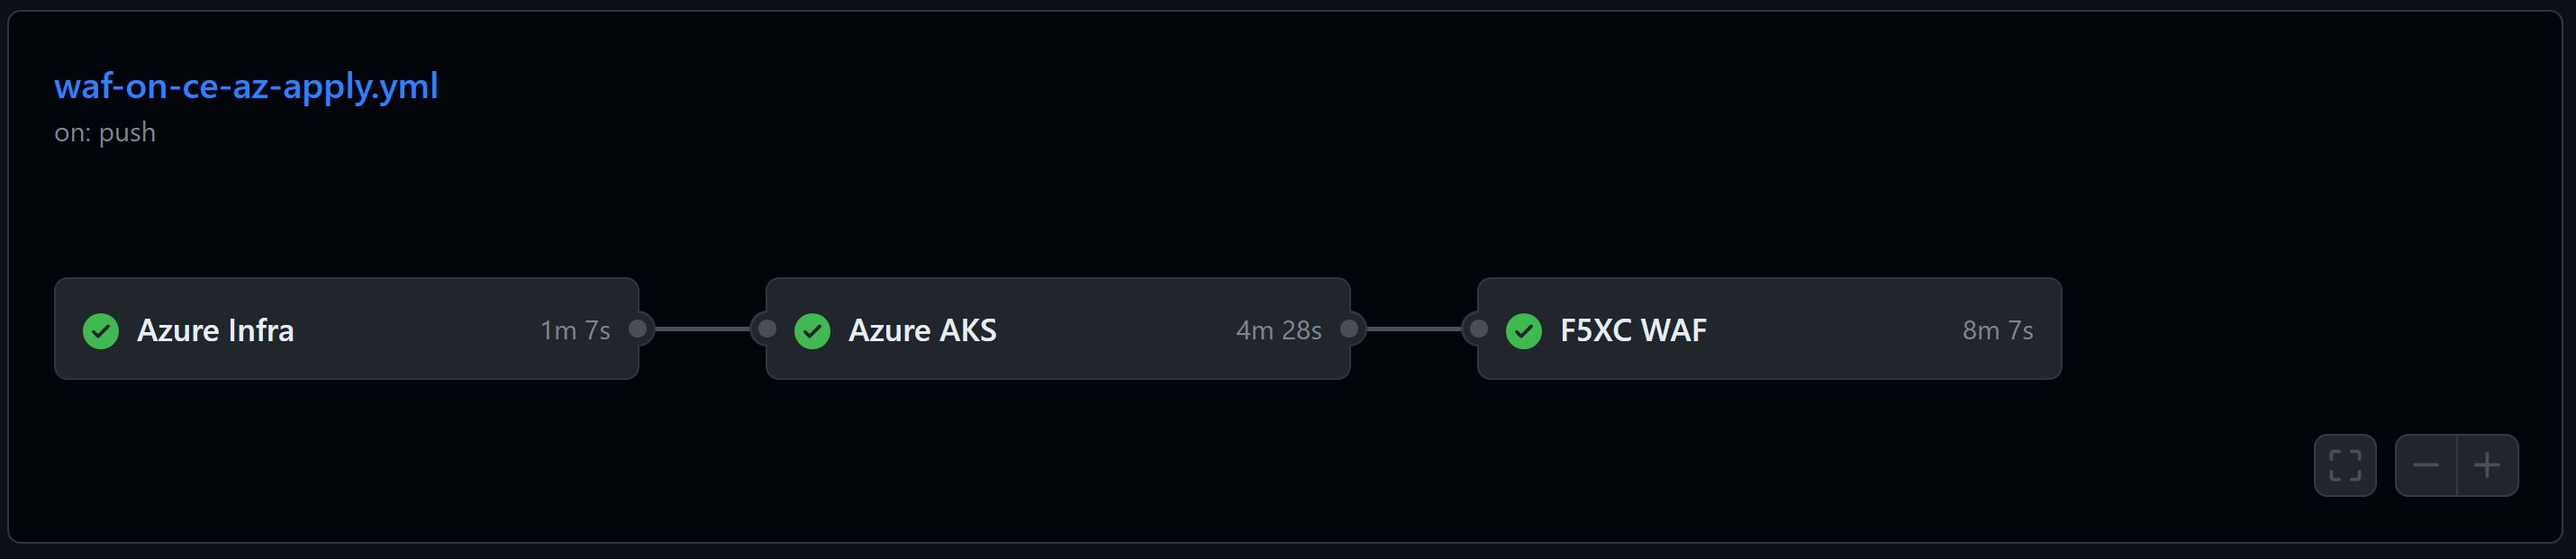 waf-on-ce-az-apply.yml
on: push
Azure Infra 1m 7s
Azure AKS 4m 28s
F5XC WAF 8m 7s